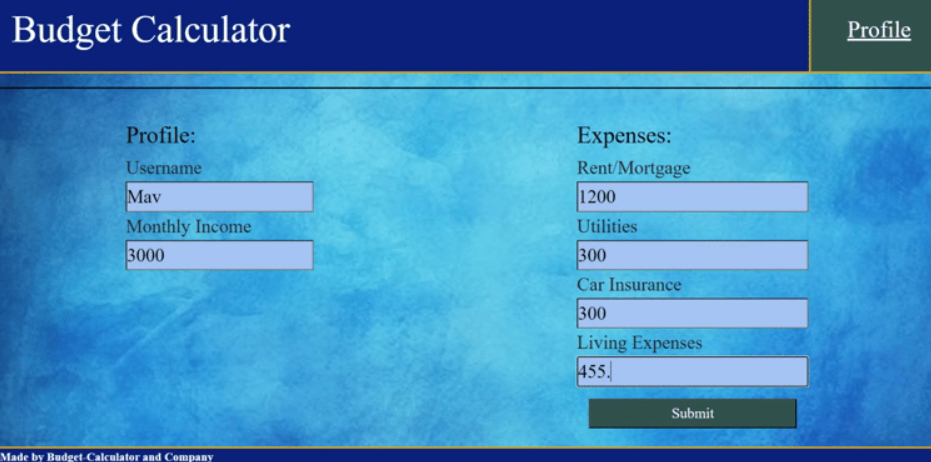 Budget Calculator
Profile
Profile:
Username
Mav
Monthly Income
3000
Expenses:
Rent/Mortgage
1200
Utilities
300
Car Insurance
300
Living Expenses
455.
Submit
Made by Budget-Calculator and Company